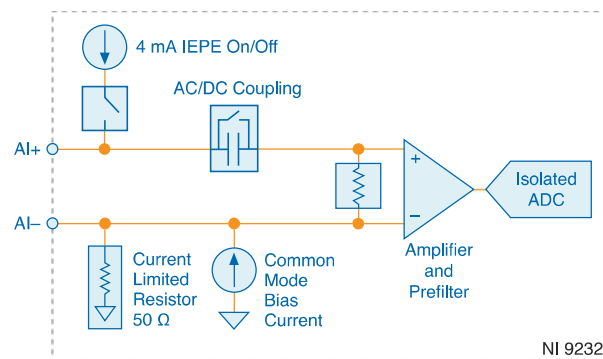 4 mA IEPE On/Off
AC/DC Coupling
AI+
+
Isolated
ADC
−
AI−
Amplifier
and
Prefilter
Current
Limited
Resistor
50 Ω
Common
Mode
Bias
Current
NI 9232